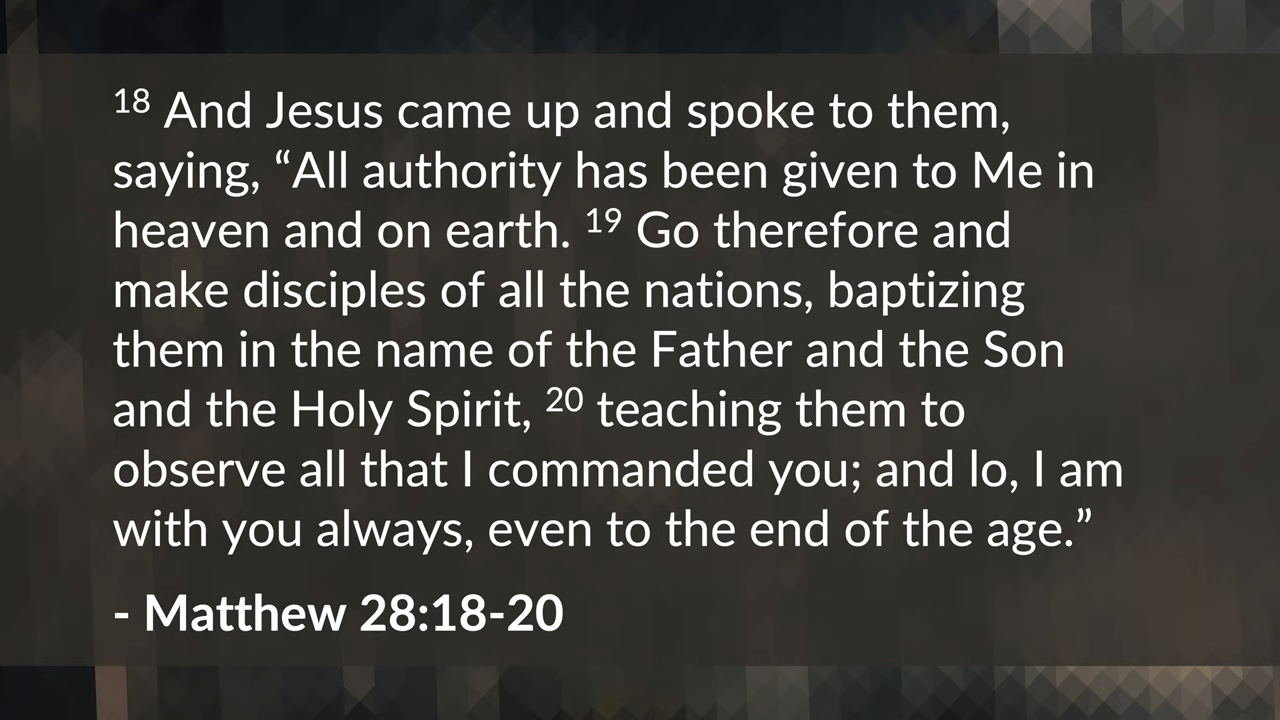 18 And Jesus came up and spoke to them,
saying, “All authority has been given to Me in
heaven and on earth. 19 Go therefore and
make disciples of all the nations, baptizing
them in the name of the Father and the Son
and the Holy Spirit, 20 teaching them to
observe all that I commanded you; and lo, I am
with you always, even to the end of the age.”
- Matthew 28:18-20